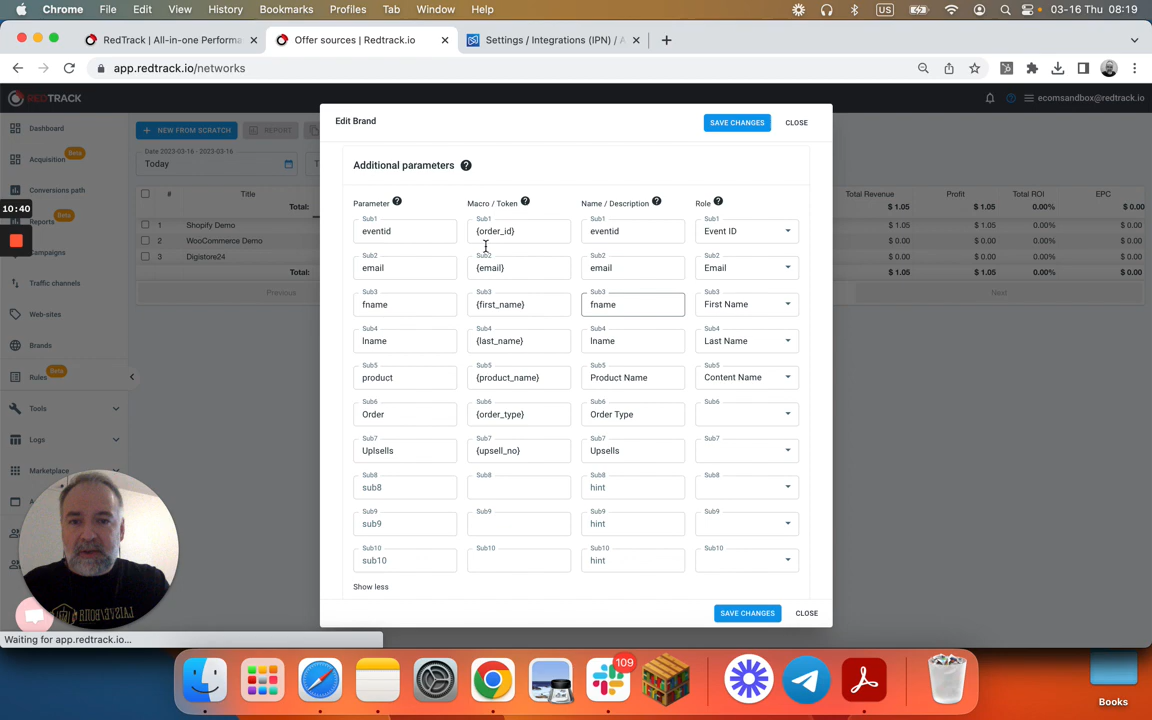 Chrome File Edit View History Bookmarks Profiles Tab Window Help US 03-16 Thu 08:19
RedTrack | All-in-one Performa
Offer sources | Redtrack.io
Settings / Integrations (IPN) /
app.redtrack.io/networks
REDTRACK
ecomsandbox@redtrack.io
Dashboard
Acquisition Beta
Conversions path
10:40
Reports Beta
Campaigns
Traffic channels
Web-sites
Brands
Rules Beta
Tools
Logs
Marketplace
NEW FROM SCRATCH
REPORT
Date 2023-03-16 - 2023-03-16
Today
# Title
Total:
1 Shopify Demo
2 WooCommerce Demo
3 Digistore24
Total:
Previous
Total Revenue Profit Total ROI EPC
$ 1.05 $ 1.05 0.00% $ 0.00
$ 1.05 $ 1.05 0.00% $ 0.00
$ 0.00 $ 0.00 0.00% $ 0.00
$ 0.00 $ 0.00 0.00% $ 0.00
$ 1.05 $ 1.05 0.00% $ 0.00
Next
Edit Brand
SAVE CHANGES CLOSE
Additional parameters ?
Parameter ? Macro / Token ? Name / Description ? Role ?
Sub1 Sub1 Sub1 Sub1
eventid {order_id} eventid Event ID
Sub2 Sub2 Sub2 Sub2
email {email} email Email
Sub3 Sub3 Sub3 Sub3
fname {first_name} fname First Name
Sub4 Sub4 Sub4 Sub4
lname {last_name} lname Last Name
Sub5 Sub5 Sub5 Sub5
product {product_name} Product Name Content Name
Sub6 Sub6 Sub6 Sub6
Order {order_type} Order Type
Sub7 Sub7 Sub7 Sub7
Uplsells {upsell_no} Upsells
Sub8 Sub8 Sub8 Sub8
sub8 hint
Sub9 Sub9 Sub9 Sub9
sub9 hint
Sub10 Sub10 Sub10 Sub10
sub10 hint
Show less
SAVE CHANGES CLOSE
Waiting for app.redtrack.io...
109
Books